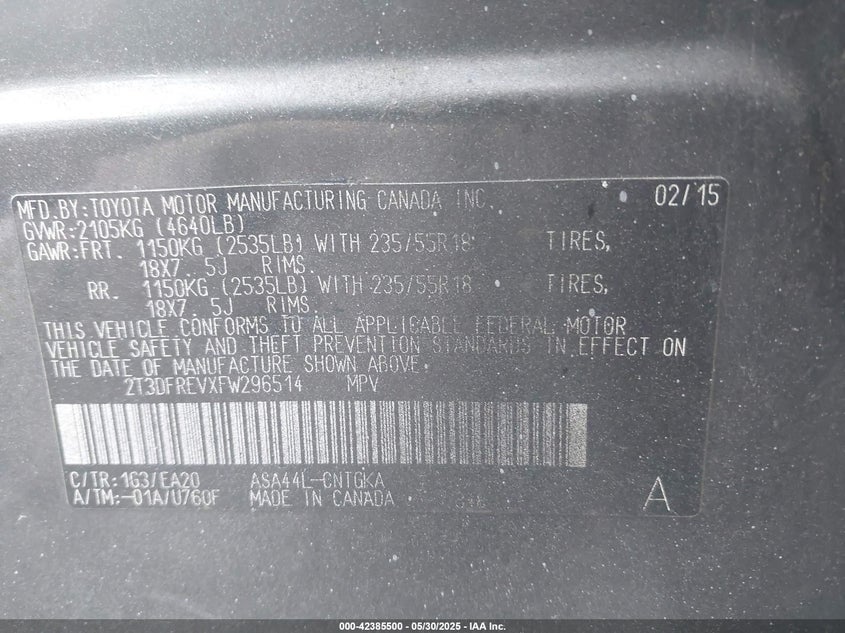 MFD.BY:TOYOTA MOTOR MANUFACTURING CANADA INC. 02/15
GVWR:2105KG (4640LB)
GAWR:FRT. 1150KG (2535LB) WITH 235/55R18 TIRES,
18X7. 5J RIMS.
RR. 1150KG (2535LB) WITH 235/55R18 TIRES,
18X7. 5J RIMS.
THIS VEHICLE CONFORMS TO ALL APPLICABLE FEDERAL MOTOR
VEHICLE SAFETY AND THEFT PREVENTION STANDARDS IN EFFECT ON
THE DATE OF MANUFACTURE SHOWN ABOVE.
2T3DFREVXFW296514 MPV
C/TR:1G3/EA20 ASA44L-CNTGKA
A/TM:-01A/U760F MADE IN CANADA A
000-42385500 - 05/30/2025 - IAA Inc.